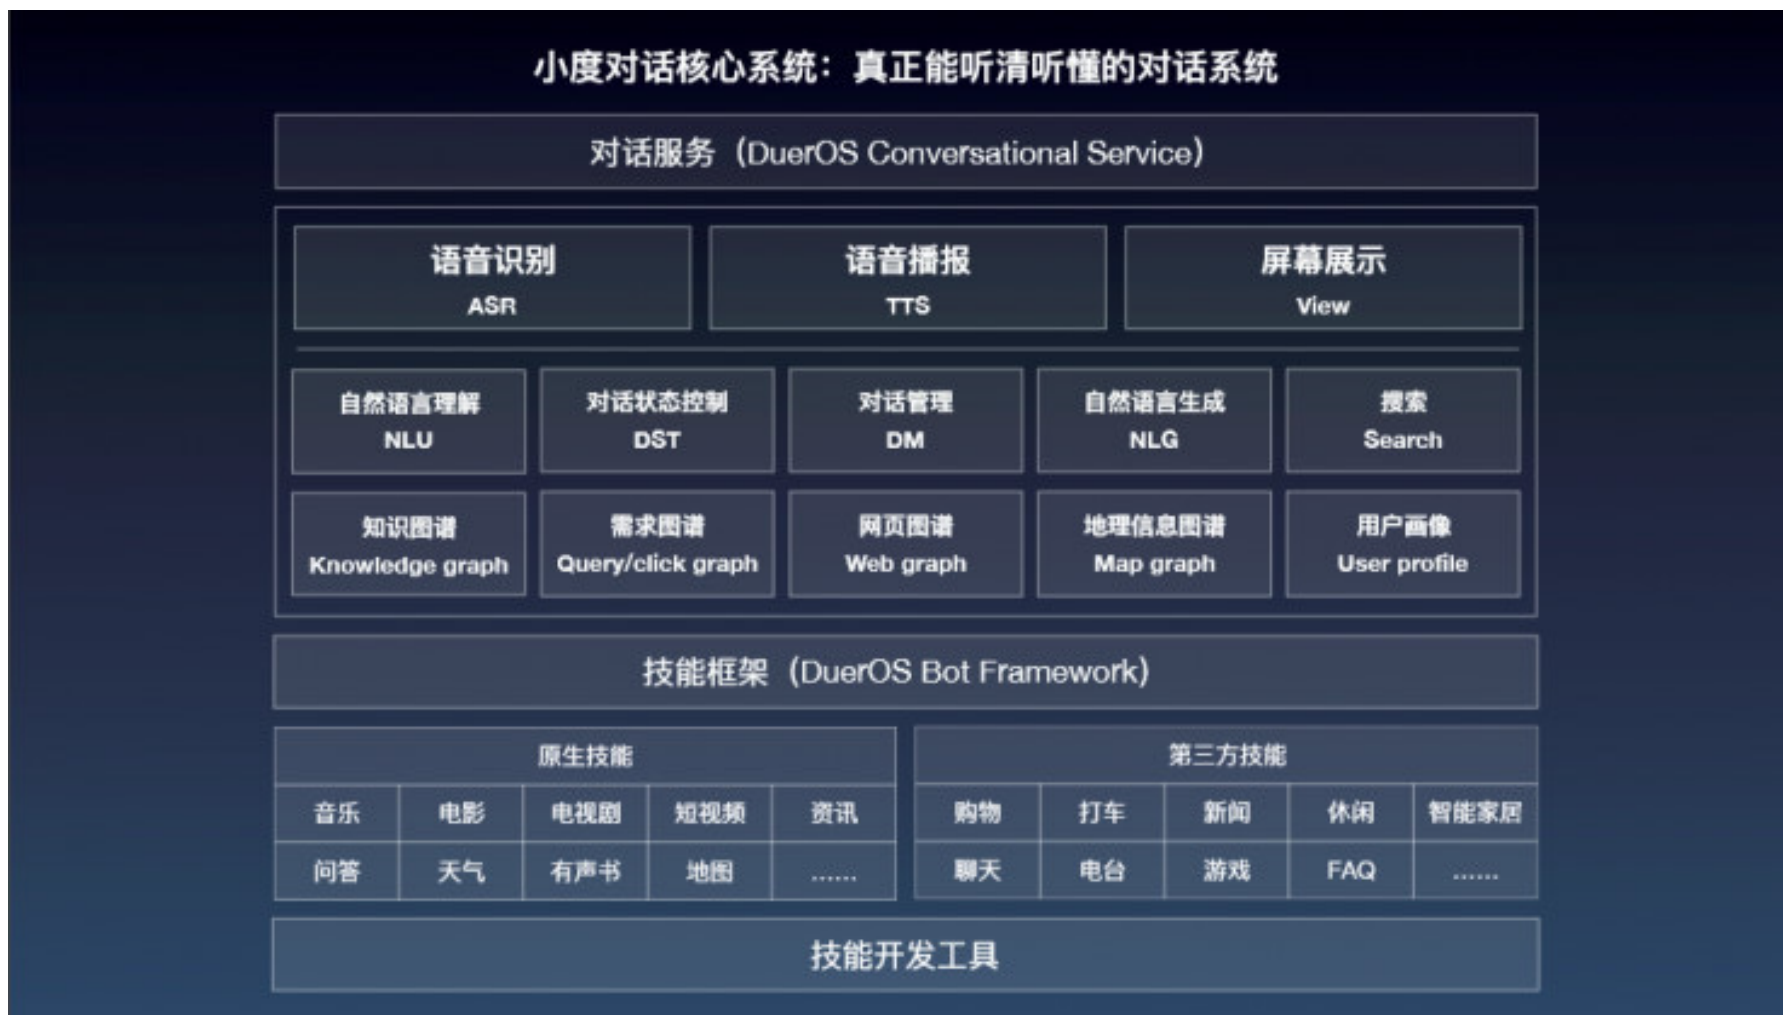 小度对话核心系统：真正能听清听懂的对话系统
对话服务（DuerOS Conversational Service）
语音识别
ASR
语音播报
TTS
屏幕展示
View
自然语言理解
NLU
对话状态控制
DST
对话管理
DM
自然语言生成
NLG
搜索
Search
知识图谱
Knowledge graph
需求图谱
Query/click graph
网页图谱
Web graph
地理信息图谱
Map graph
用户画像
User profile
技能框架（DuerOS Bot Framework）
原生技能
音乐 电影 电视剧 短视频 资讯
问答 天气 有声书 地图 ……
第三方技能
购物 打车 新闻 休闲 智能家居
聊天 电台 游戏 FAQ ……
技能开发工具